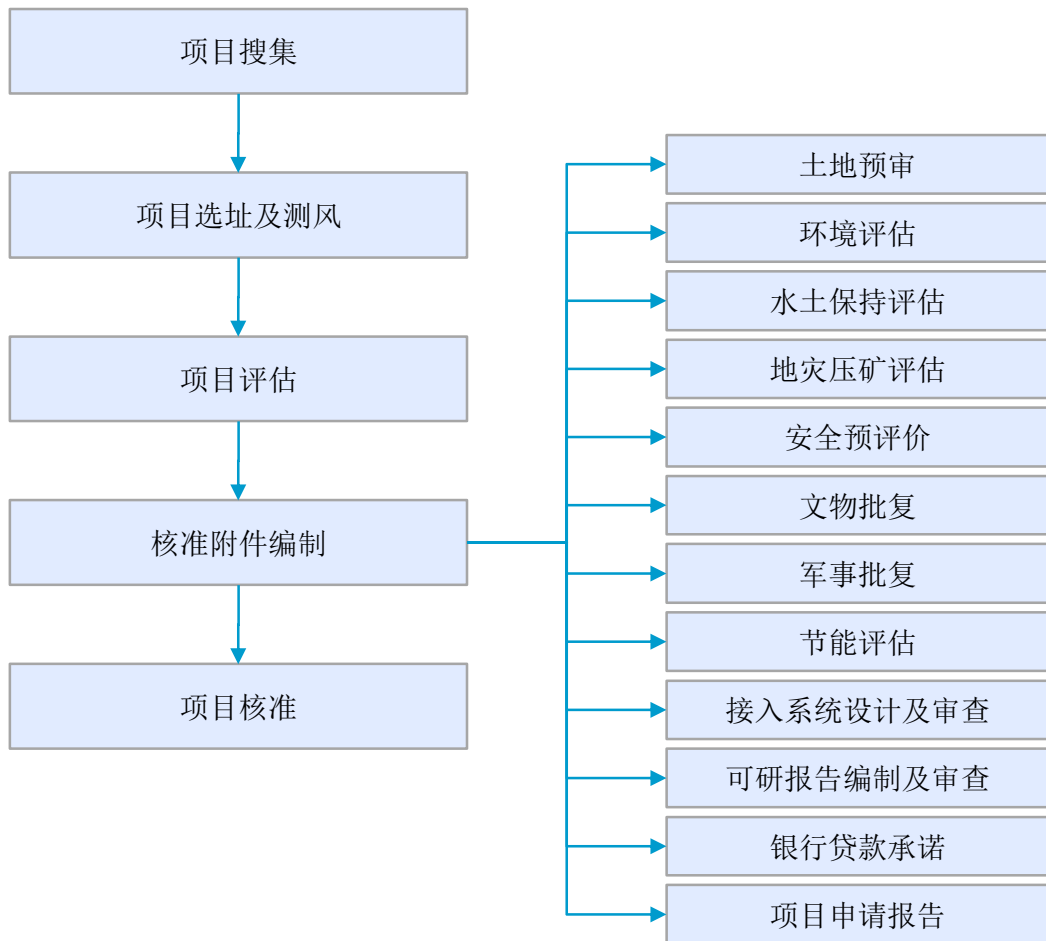 项目搜集
项目选址及测风
项目评估
核准附件编制
项目核准
土地预审
环境评估
水土保持评估
地灾压矿评估
安全预评价
文物批复
军事批复
节能评估
接入系统设计及审查
可研报告编制及审查
银行贷款承诺
项目申请报告